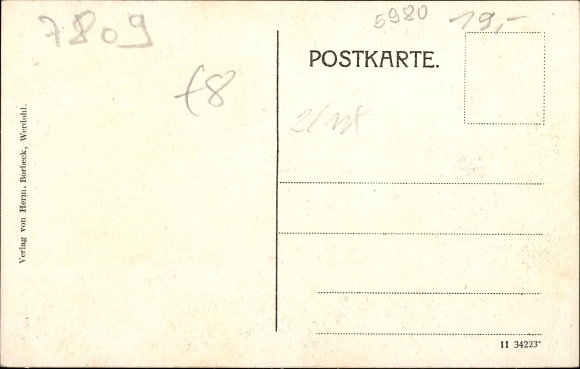 7809
5980
19,-
POSTKARTE.
f8
Verlag von Herm. Borbeck, Werdohl.
11 34223*